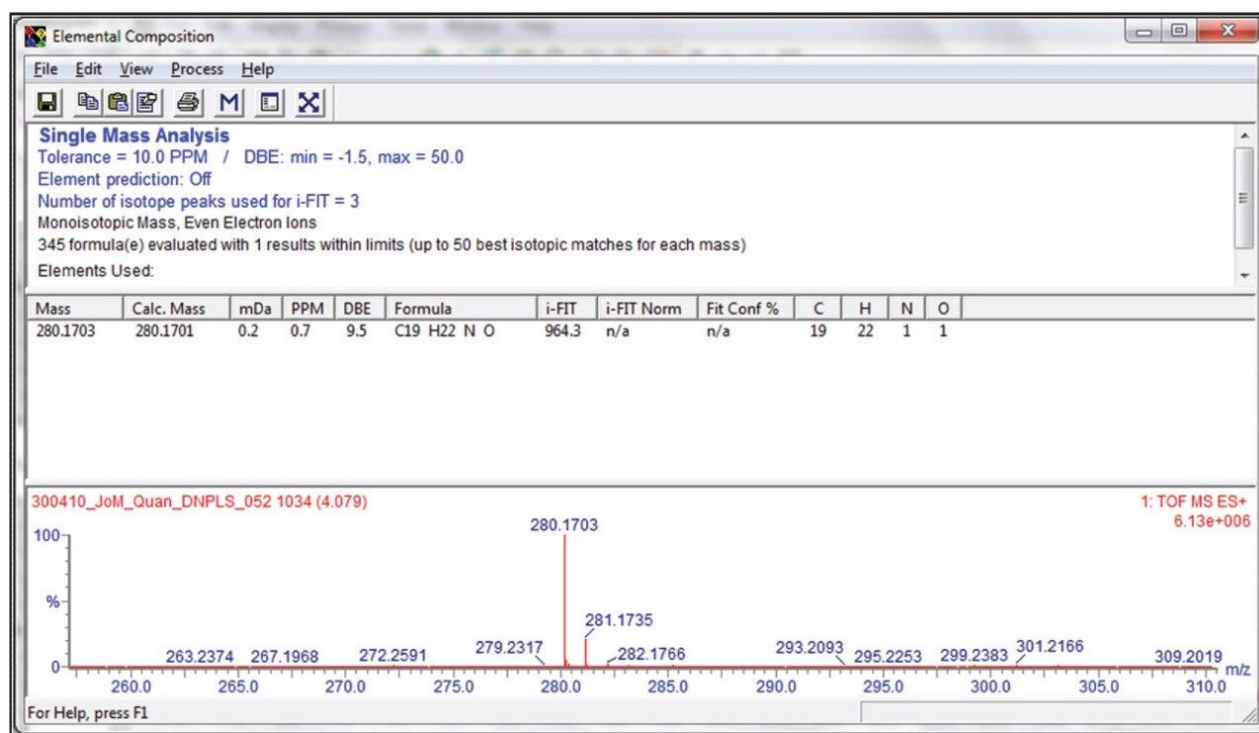 Elemental Composition
File Edit View Process Help
M
Single Mass Analysis
Tolerance = 10.0 PPM / DBE: min = -1.5, max = 50.0
Element prediction: Off
Number of isotope peaks used for i-FIT = 3
Monoisotopic Mass, Even Electron Ions
345 formula(e) evaluated with 1 results within limits (up to 50 best isotopic matches for each mass)
Elements Used:
Mass Calc. Mass mDa PPM DBE Formula i-FIT i-FIT Norm Fit Conf % C H N O
280.1703 280.1701 0.2 0.7 9.5 C19 H22 N O 964.3 n/a n/a 19 22 1 1
300410_JoM_Quan_DNPLS_052 1034 (4.079) 1: TOF MS ES+
6.13e+006
280.1703
100
%
281.1735
263.2374 267.1968 272.2591 279.2317 282.1766 293.2093 295.2253 299.2383 301.2166 309.2019
0 m/z
260.0 265.0 270.0 275.0 280.0 285.0 290.0 295.0 300.0 305.0 310.0
For Help, press F1